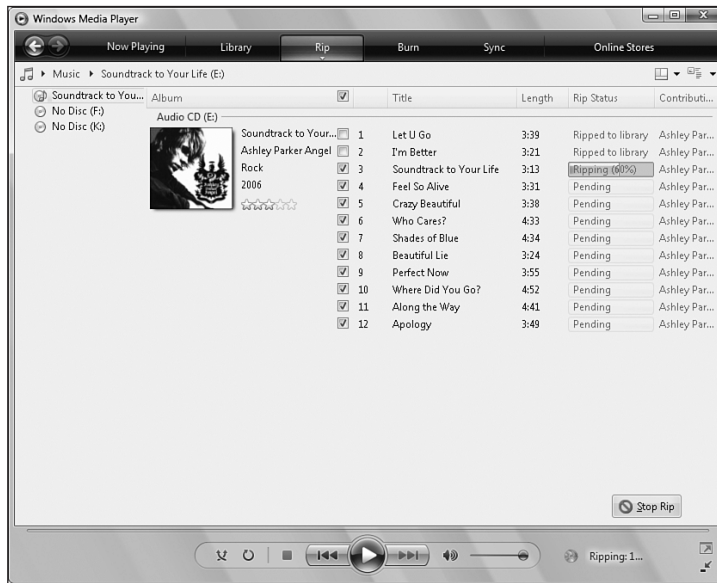 Windows Media Player
Now Playing Library Rip Burn Sync Online Stores
Music Soundtrack to Your Life (E:)
Soundtrack to You...
No Disc (F:)
No Disc (K:)
Album Title Length Rip Status Contributi...
Audio CD (E:)
Soundtrack to Your...
Ashley Parker Angel
Rock
2006
1 Let U Go 3:39 Ripped to library Ashley Par...
2 I'm Better 3:21 Ripped to library Ashley Par...
3 Soundtrack to Your Life 3:13 Ripping (60%) Ashley Par...
4 Feel So Alive 3:31 Pending Ashley Par...
5 Crazy Beautiful 3:38 Pending Ashley Par...
6 Who Cares? 4:33 Pending Ashley Par...
7 Shades of Blue 4:34 Pending Ashley Par...
8 Beautiful Lie 3:24 Pending Ashley Par...
9 Perfect Now 3:55 Pending Ashley Par...
10 Where Did You Go? 4:52 Pending Ashley Par...
11 Along the Way 4:41 Pending Ashley Par...
12 Apology 3:49 Pending Ashley Par...
Stop Rip
Ripping: 1...